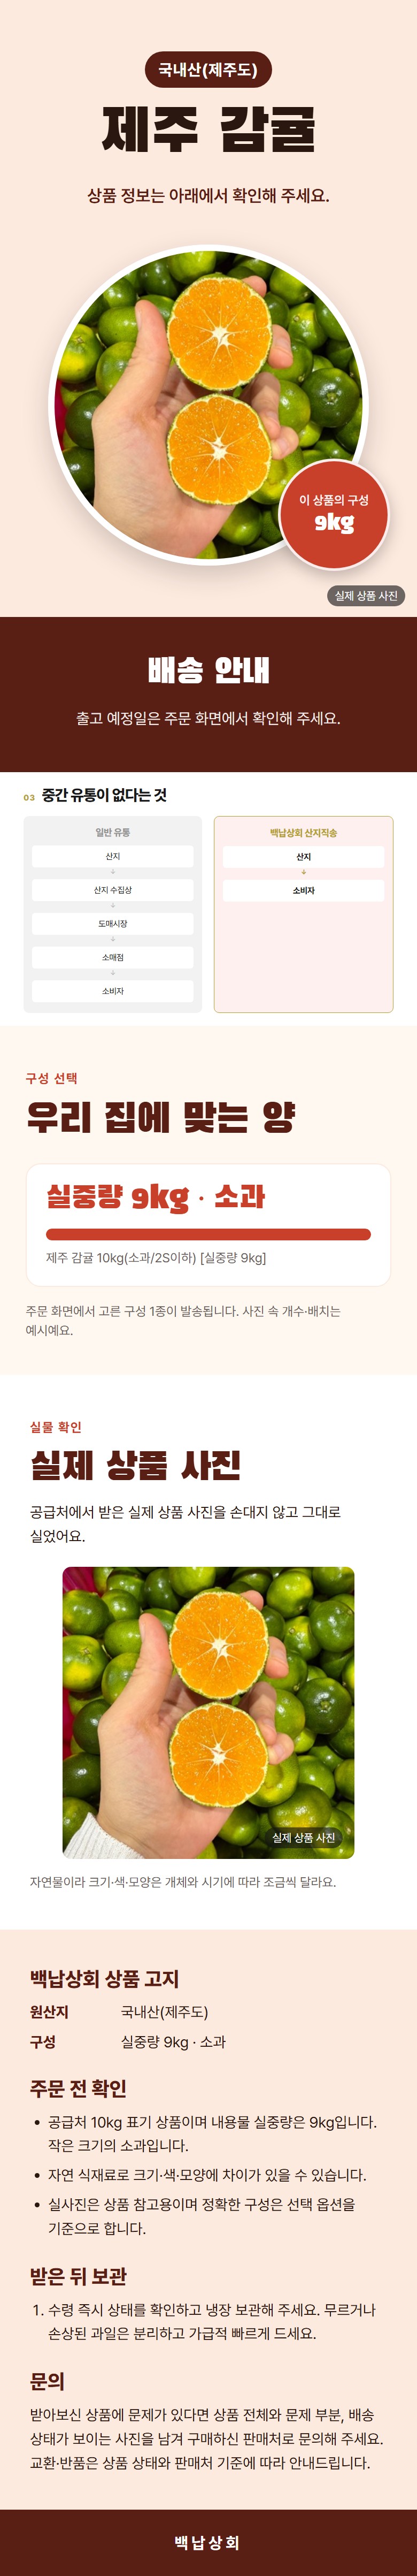 국내산(제주도)
제주 감귤
상품 정보는 아래에서 확인해 주세요.
이 상품의 구성
9kg
실제 상품 사진
배송 안내
출고 예정일은 주문 화면에서 확인해 주세요.
03 중간 유통이 없다는 것
일반 유통
산지
↓
산지 수집상
↓
도매시장
↓
소매점
↓
소비자
백납상회 산지직송
산지
↓
소비자
구성 선택
우리 집에 맞는 양
실중량 9kg · 소과
제주 감귤 10kg(소과/2S이하) [실중량 9kg]
주문 화면에서 고른 구성 1종이 발송됩니다. 사진 속 개수·배치는
예시예요.
실물 확인
실제 상품 사진
공급처에서 받은 실제 상품 사진을 손대지 않고 그대로
실었어요.
실제 상품 사진
자연물이라 크기·색·모양은 개체와 시기에 따라 조금씩 달라요.
백납상회 상품 고지
원산지 국내산(제주도)
구성 실중량 9kg · 소과
주문 전 확인
• 공급처 10kg 표기 상품이며 내용물 실중량은 9kg입니다.
작은 크기의 소과입니다.
• 자연 식재료로 크기·색·모양에 차이가 있을 수 있습니다.
• 실사진은 상품 참고용이며 정확한 구성은 선택 옵션을
기준으로 합니다.
받은 뒤 보관
1. 수령 즉시 상태를 확인하고 냉장 보관해 주세요. 무르거나
손상된 과일은 분리하고 가급적 빠르게 드세요.
문의
받아보신 상품에 문제가 있다면 상품 전체와 문제 부분, 배송
상태가 보이는 사진을 남겨 구매하신 판매처로 문의해 주세요.
교환·반품은 상품 상태와 판매처 기준에 따라 안내드립니다.
백납상회